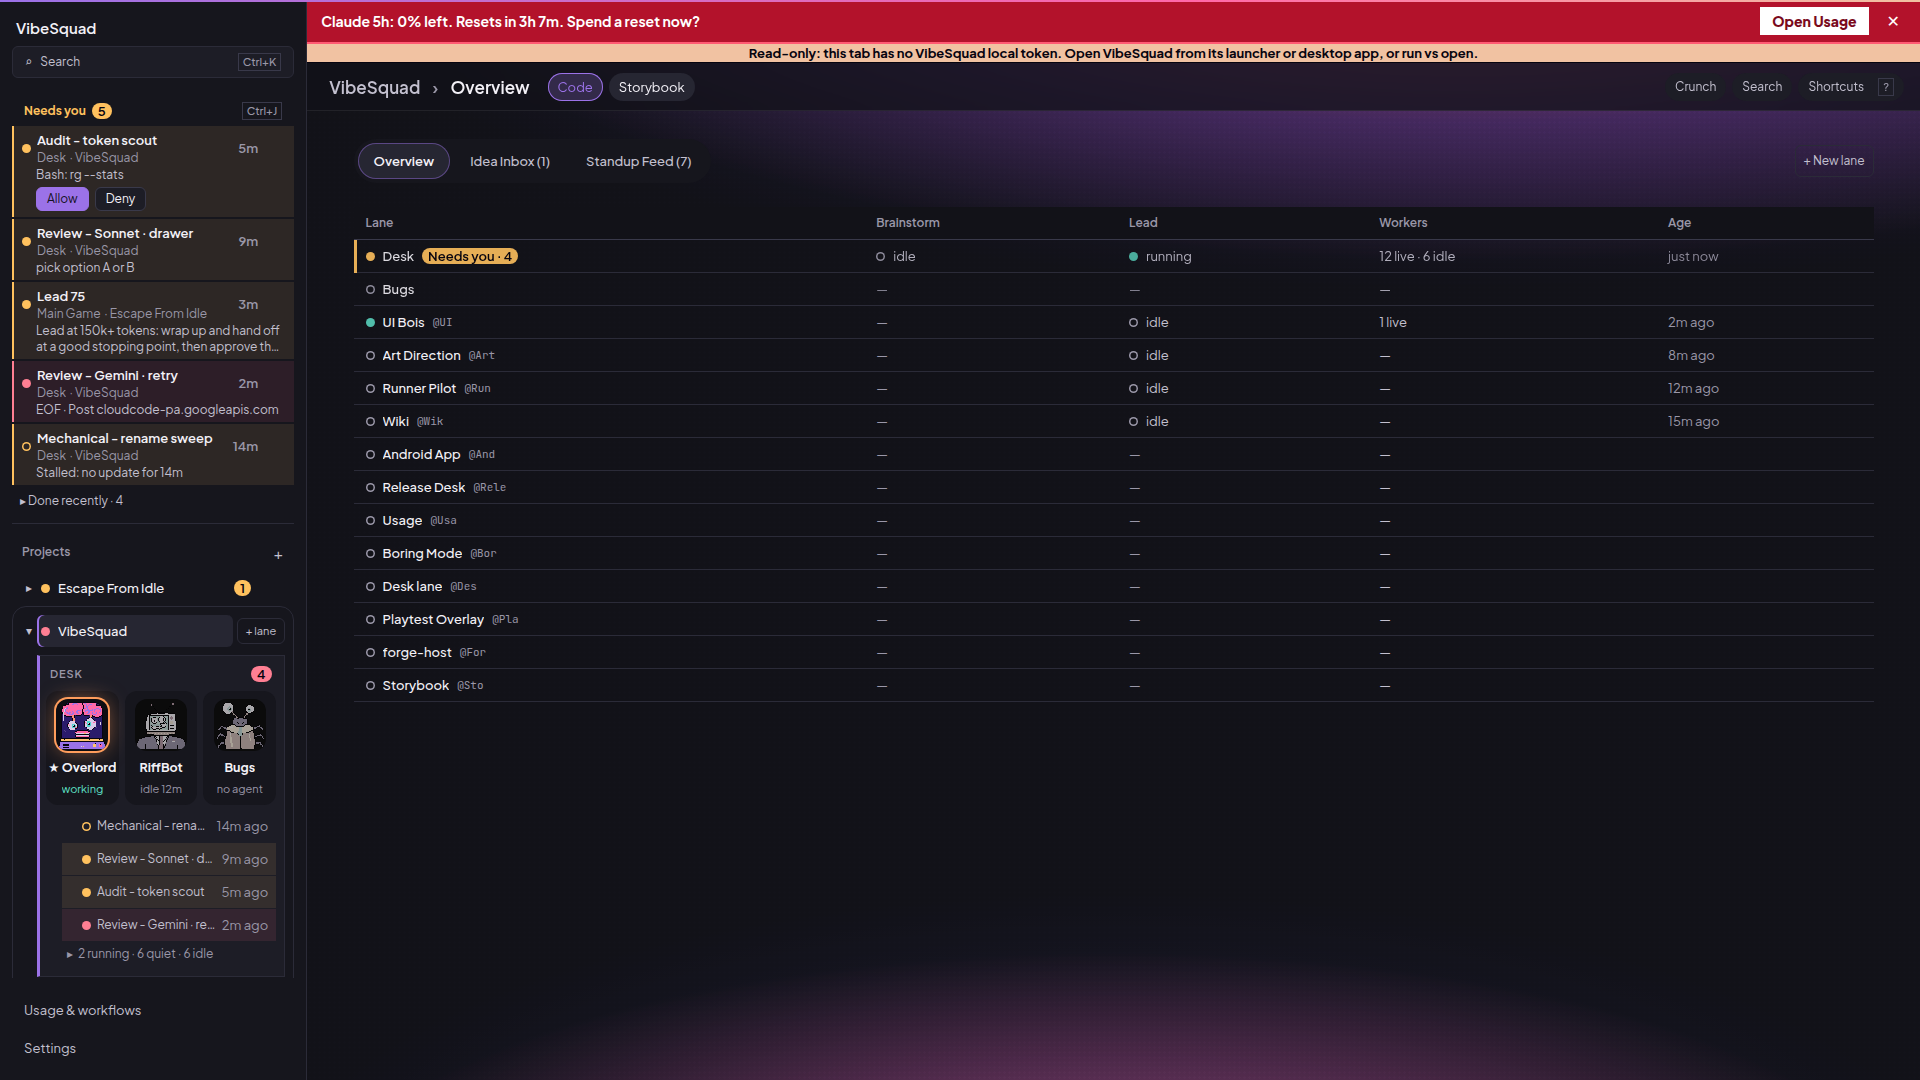 VibeSquad
Search Ctrl+K
Needs you 5 Ctrl+J
Audit – token scout 5m
Desk · VibeSquad
Bash: rg --stats
Allow Deny
Review – Sonnet · drawer 9m
Desk · VibeSquad
pick option A or B
Lead 75 3m
Main Game · Escape From Idle
Lead at 150k+ tokens: wrap up and hand off
at a good stopping point, then approve th…
Review – Gemini · retry 2m
Desk · VibeSquad
EOF · Post cloudcode-pa.googleapis.com
Mechanical – rename sweep 14m
Desk · VibeSquad
Stalled: no update for 14m
▸ Done recently · 4
Projects +
▸ Escape From Idle 1
▾ VibeSquad + lane
DESK 4
★ Overlord RiffBot Bugs
working idle 12m no agent
Mechanical – rena… 14m ago
Review – Sonnet · d… 9m ago
Audit – token scout 5m ago
Review – Gemini · re… 2m ago
▸ 2 running · 6 quiet · 6 idle
Usage & workflows
Settings
Claude 5h: 0% left. Resets in 3h 7m. Spend a reset now? Open Usage ✕
Read-only: this tab has no VibeSquad local token. Open VibeSquad from its launcher or desktop app, or run vs open.
VibeSquad › Overview Code Storybook Crunch Search Shortcuts ?
Overview Idea Inbox (1) Standup Feed (7) + New lane
Lane Brainstorm Lead Workers Age
Desk Needs you · 4 idle running 12 live · 6 idle just now
Bugs — — —
UI Bois @UI — idle 1 live 2m ago
Art Direction @Art — idle — 8m ago
Runner Pilot @Run — idle — 12m ago
Wiki @Wik — idle — 15m ago
Android App @And — — —
Release Desk @Rele — — —
Usage @Usa — — —
Boring Mode @Bor — — —
Desk lane @Des — — —
Playtest Overlay @Pla — — —
forge-host @For — — —
Storybook @Sto — — —